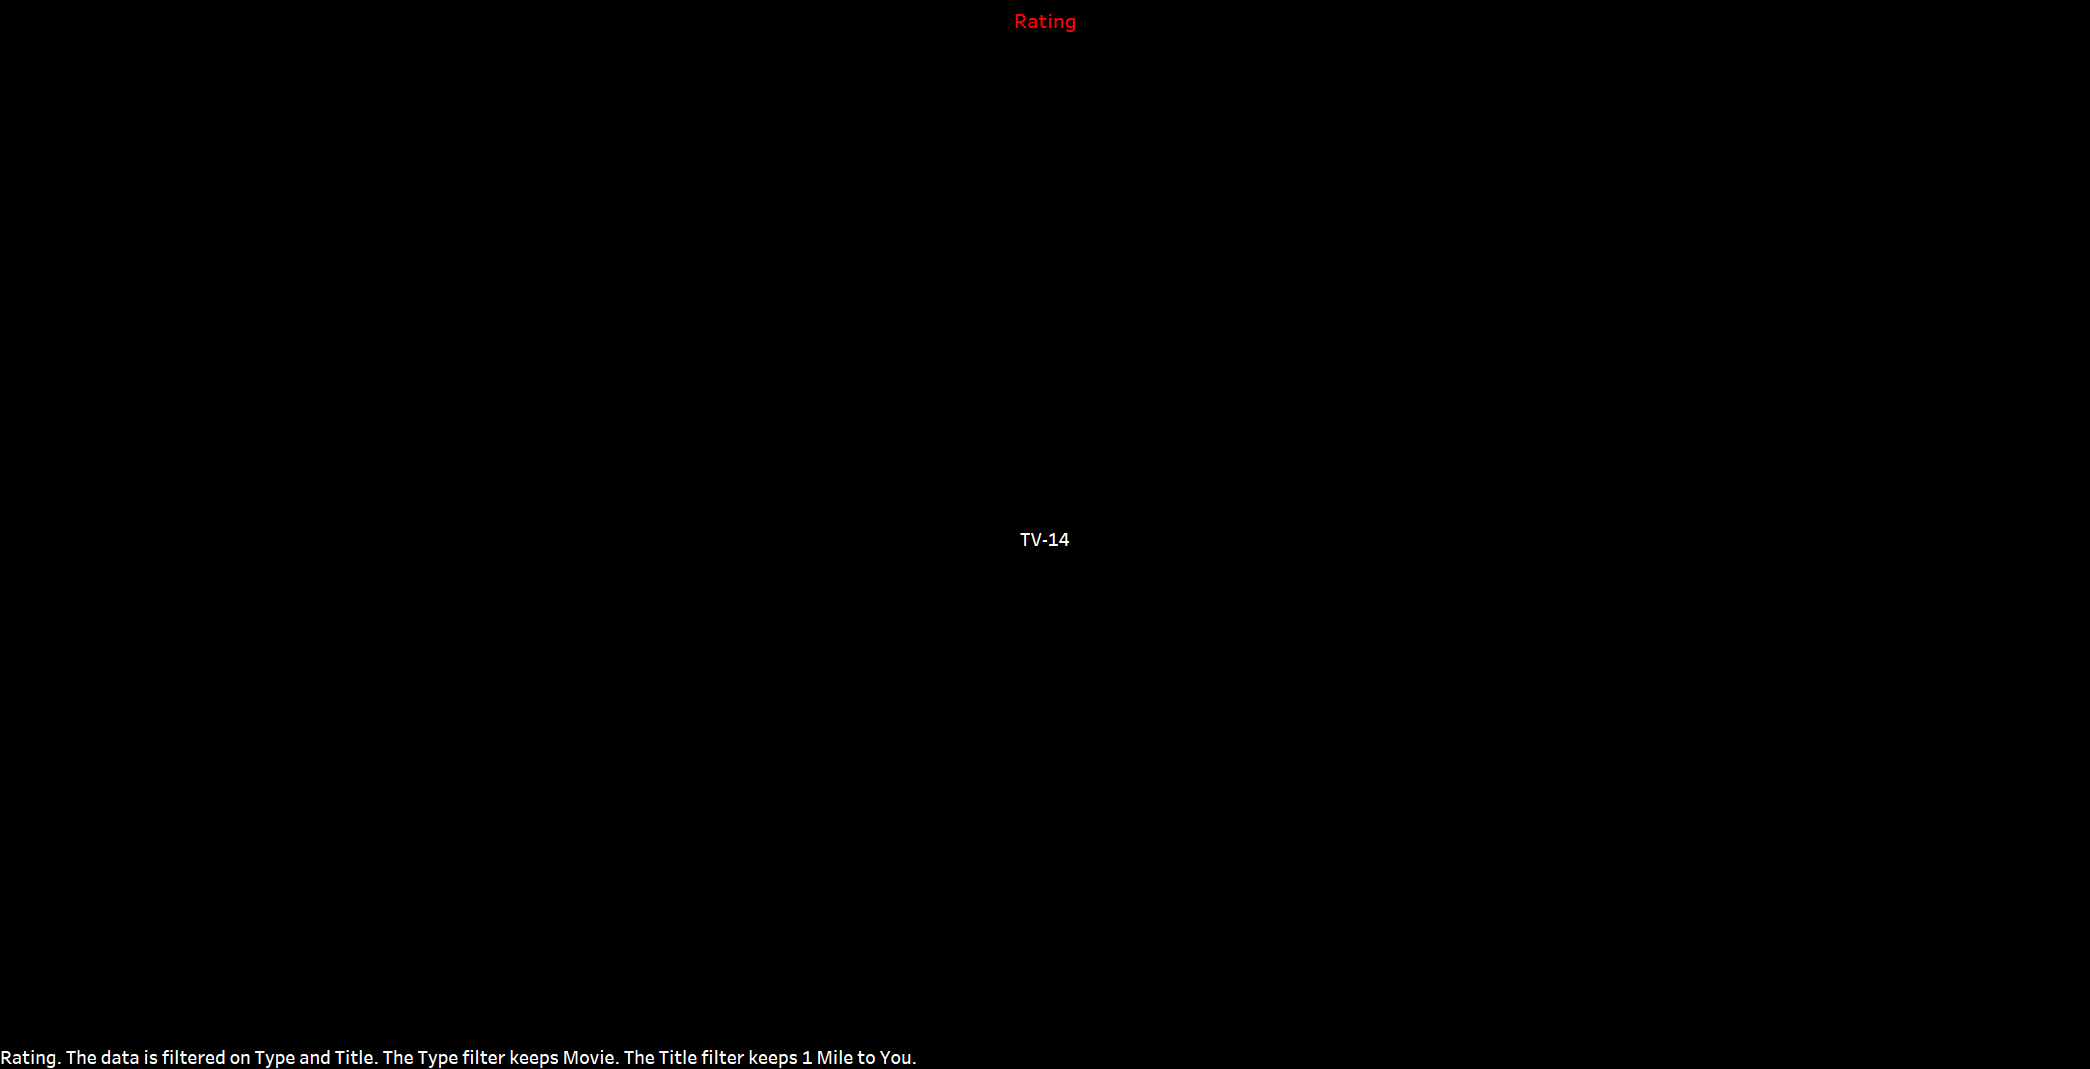 Rating
TV-14
Rating. The data is filtered on Type and Title. The Type filter keeps Movie. The Title filter keeps 1 Mile to You.